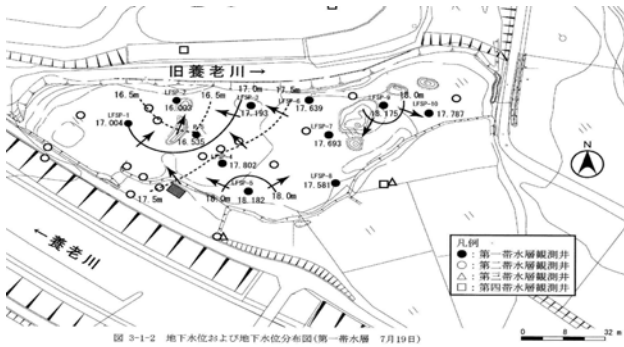 旧養老川→
LFSP-2
16.5m
16.5m
17.0m
LFSP-3
17.5m
LFSP-6
LFSP-9
18.0m
LFSP-10
LFSP-1
17.004
17.193
17.639
18.175
17.787
16.535
LFSP-7
17.693
LFSP-4
17.802
LFSP-5
LFSP-8
17.581
17.5m
18.0m
18.182
18.0m
←養老川
N
凡例
●:第一帯水層観測井
○:第二帯水層観測井
△:第三帯水層観測井
□:第四帯水層観測井
0 8 32 m
図 3-1-2 地下水位および地下水位分布図(第一帯水層 7月19日)